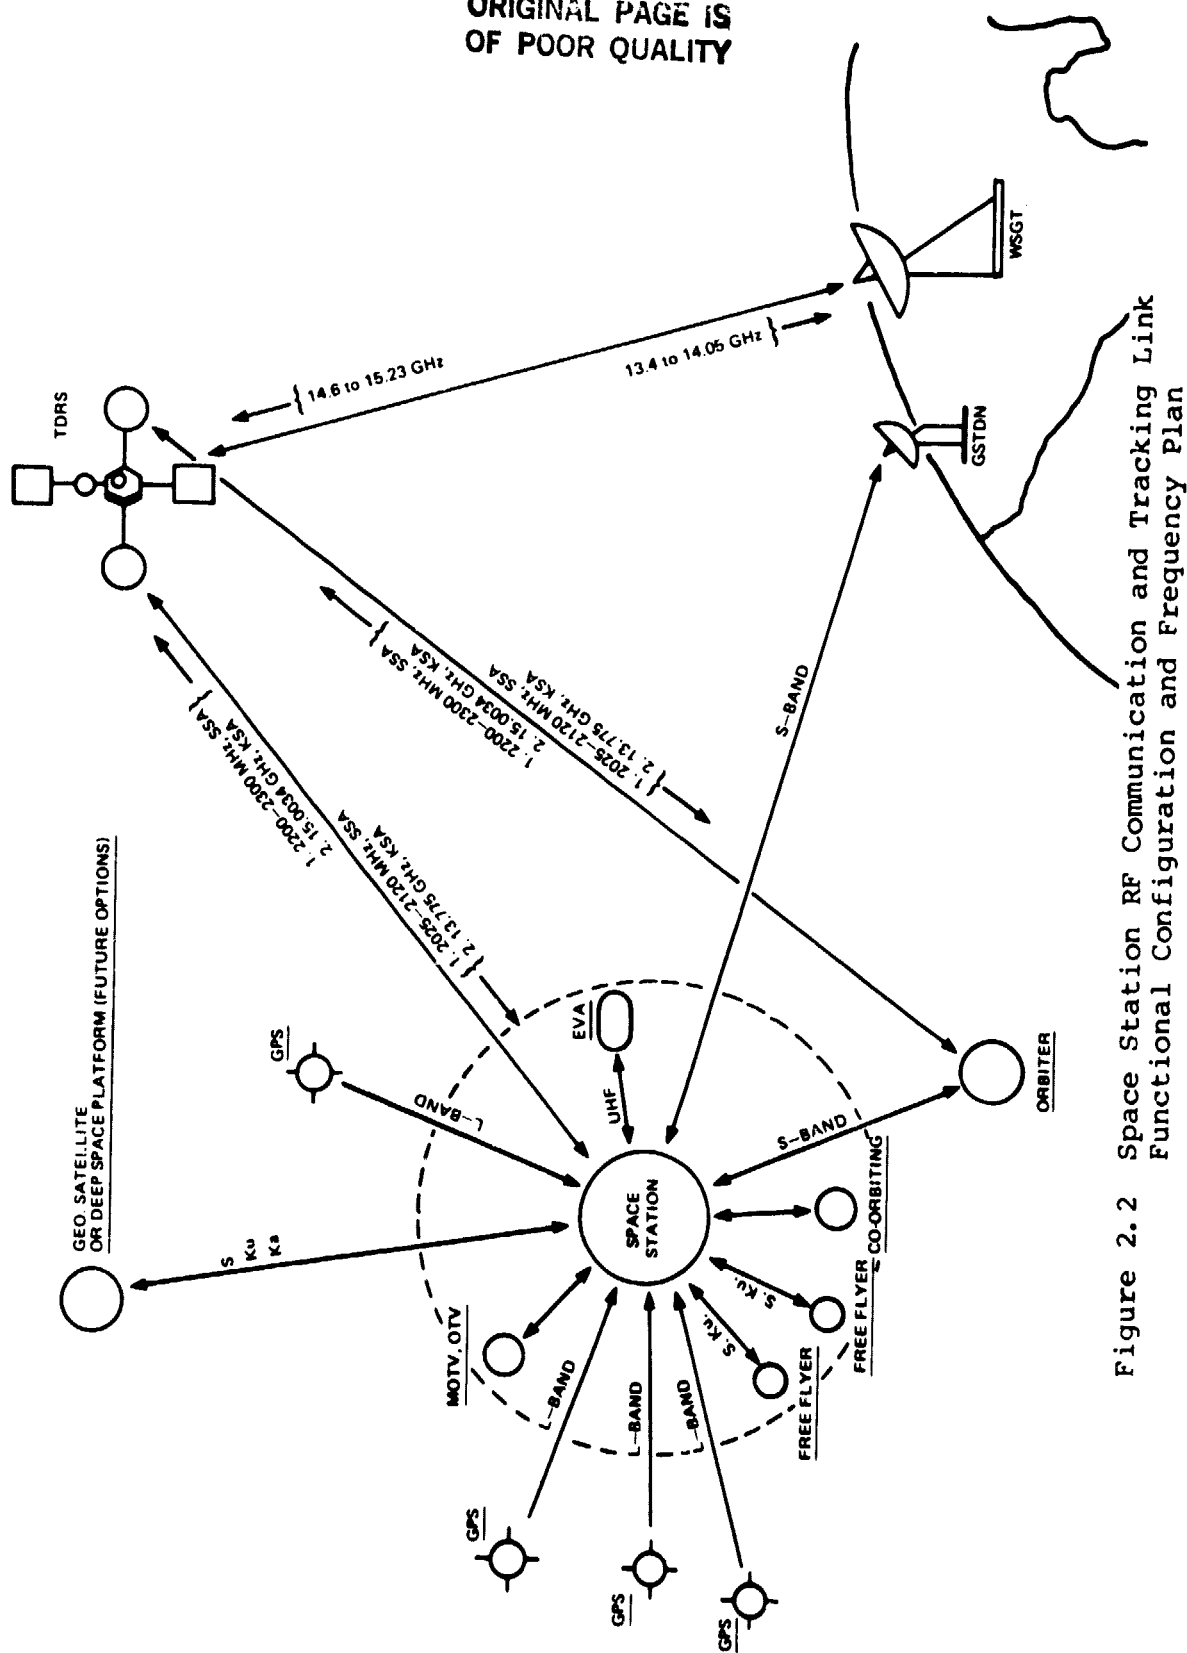 ORIGINAL PAGE IS
OF POOR QUALITY
TDRS
{ 14.6 to 15.23 GHz
13.4 to 14.05 GHz }
WSGT
GSTDN
S-BAND
1. 2200-2300 MHz, SSA
2. 15.0034 GHz, KSA
1. 2025-2120 MHz, SSA
2. 13.775 GHz, KSA
1. 2200-2300 MHz, SSA
2. 15.0034 GHz, KSA
1. 2025-2120 MHz, SSA
2. 13.775 GHz, KSA
GEO. SATELLITE
OR DEEP SPACE PLATFORM (FUTURE OPTIONS)
S
Ku
Ka
GPS
L-BAND
EVA
UHF
SPACE
STATION
MOTV, OTV
L-BAND
L-BAND
L-BAND
GPS
GPS
GPS
S. Ku.
S. Ku.
FREE FLYER
FREE FLYER
CO-ORBITING
S-BAND
ORBITER
Figure 2.2 Space Station RF Communication and Tracking Link
Functional Configuration and Frequency Plan